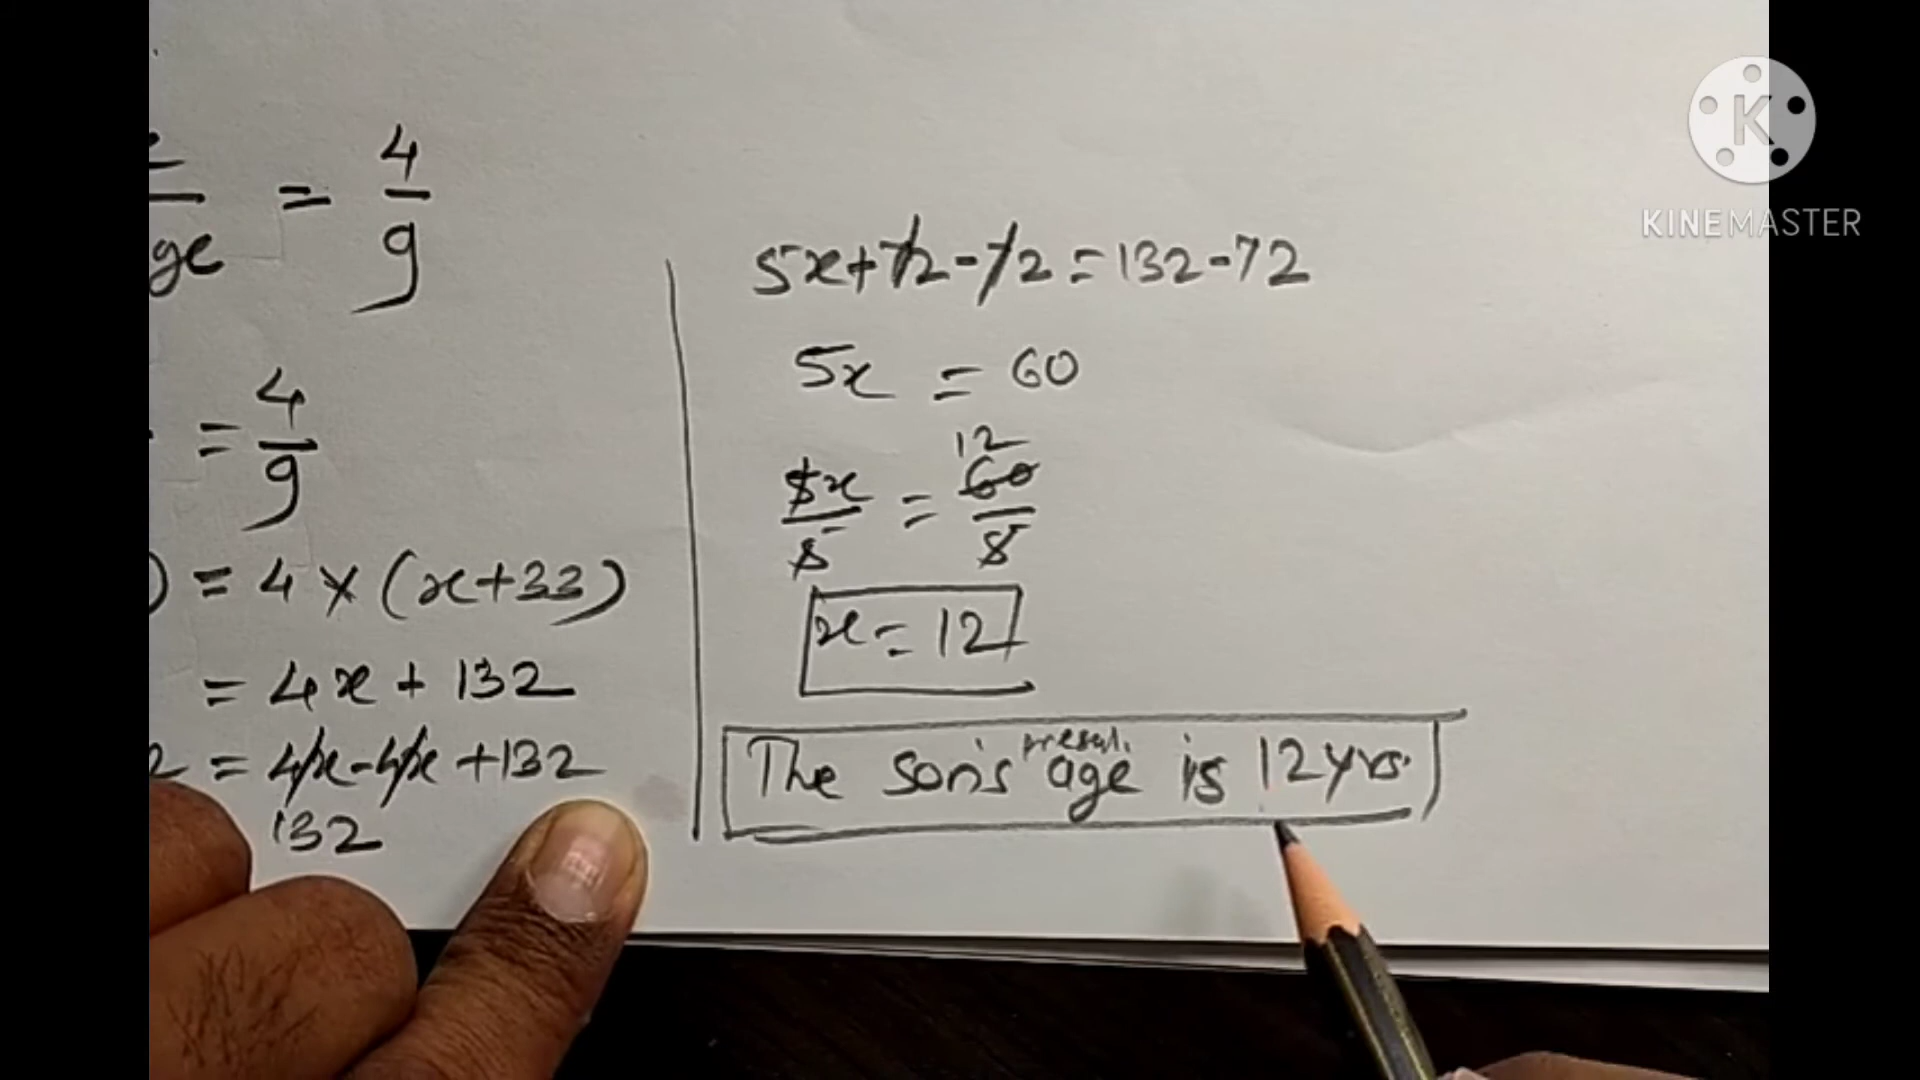 ge = 4/9
= 4/9
) = 4 × (x+33)
= 4x + 132
2 = 4x-4x+132
132
5x+72-72=132-72
5x = 60
12
5x/5 = 60/5
x = 12
The son's age is 12yrs.
K
KINEMASTER